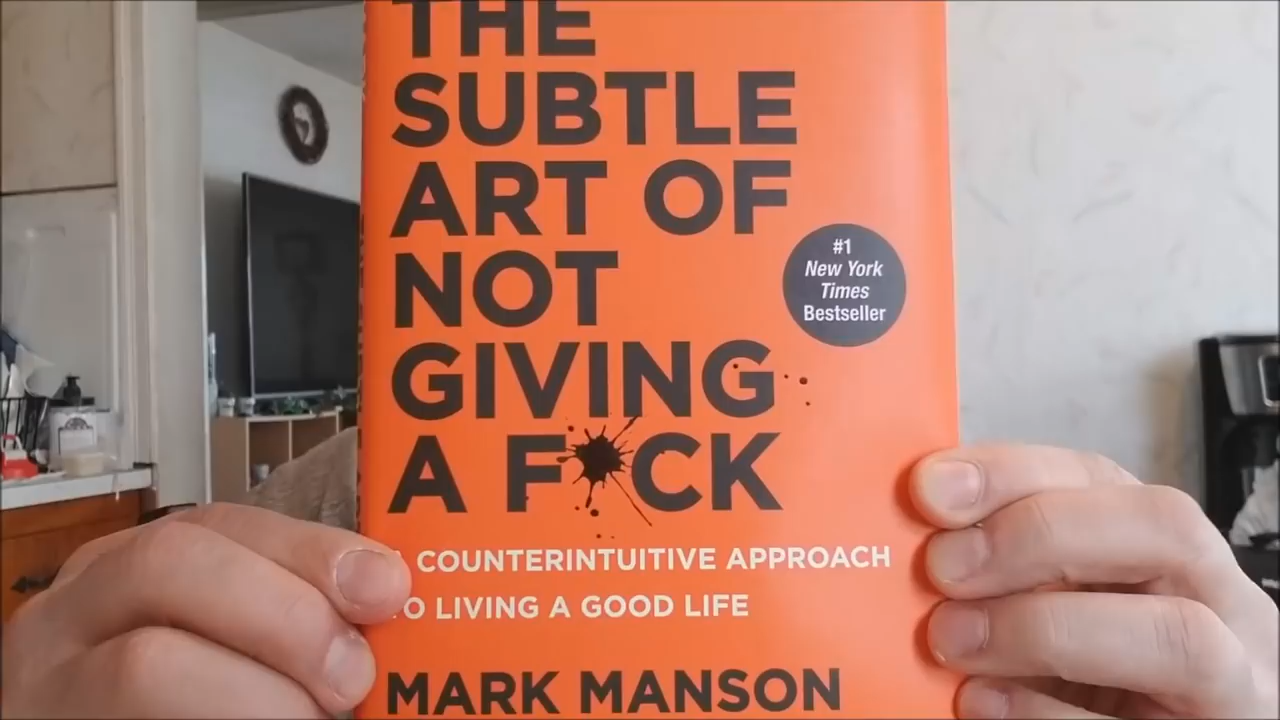 THE
SUBTLE
ART OF
NOT
GIVING
A F*CK
#1
New York
Times
Bestseller
COUNTERINTUITIVE APPROACH
TO LIVING A GOOD LIFE
MARK MANSON